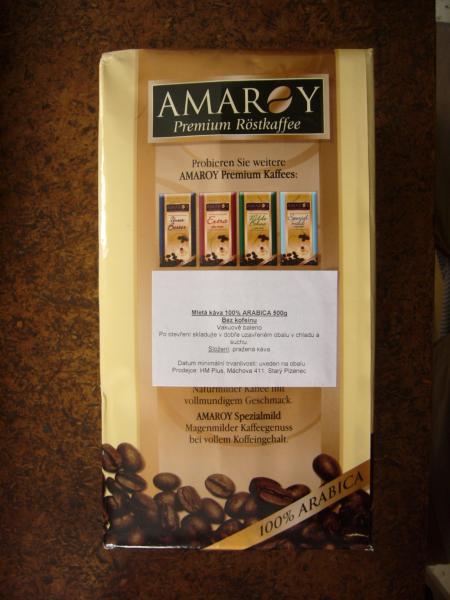 AMAROY
Premium Röstkaffee
Probieren Sie weitere
AMAROY Premium Kaffees:
Extra
Mletá káva 100% ARABICA 500g
Bez kofeinu
Vakuově baleno
Po otevření skladujte v dobře uzavřeném obalu v chladu a
suchu.
Složení: pražená káva
Datum minimální trvanlivosti: uveden na obalu
Prodejce: HM Plus, Máchova 411, Starý Plzenec
Naturmilder Kaffee mit
vollmundigem Geschmack.
AMAROY Spezialmild
Magenmilder Kaffeegenuss
bei vollem Koffeingehalt.
100% ARABICA